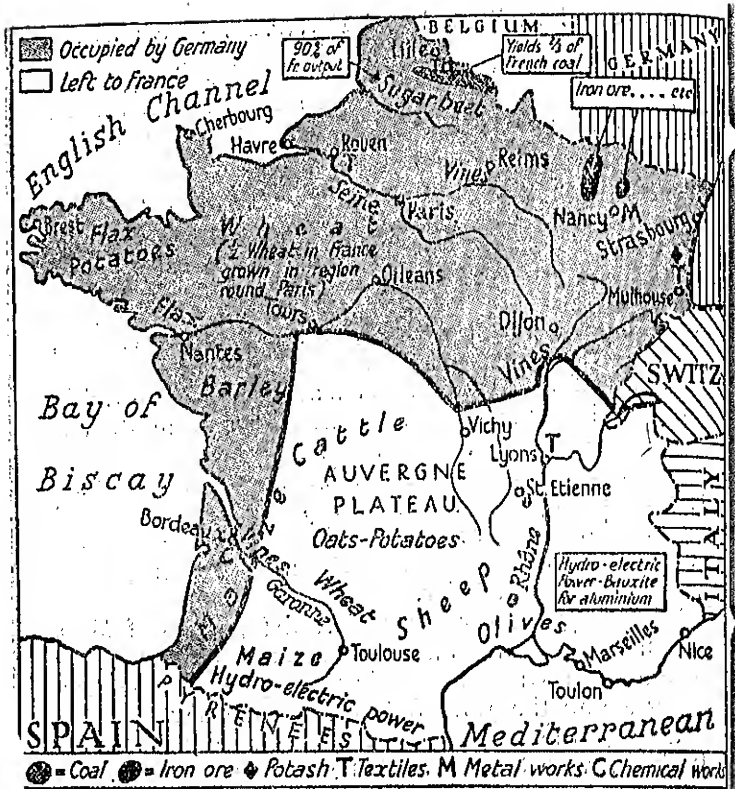 Occupied by Germany
Left to France
BELGIUM
GERMANY
90% of
Fr. output
Yields ⅔ of
French coal
Iron ore.... etc
Lille
T
Sugar beet
English Channel
Cherbourg
Havre
Rouen
T
Vines
Reims
Seine
Paris
Nancy M
Strasbourg
Brest
Flax
Potatoes
Wheat
(½ Wheat in France
grown in region
round Paris)
Orleans
T
Mulhouse
Flax
Tours
Dijon
Nantes
Vines
Barley
SWITZ
Bay of
Biscay
Cattle
Vichy
Lyons T
AUVERGNE
PLATEAU
St. Etienne
Oats-Potatoes
Bordeaux
C
Vines
Wheat
Garonne
Maize
Sheep
Rhône
Hydro-electric
Power-Bauxite
for aluminium
ITALY
Olives
Maize
Toulouse
Marseilles
Nice
Toulon
Hydro-electric power
PYRENEES
SPAIN
Mediterranean
=Coal =Iron ore Potash T Textiles. M Metal works C Chemical works